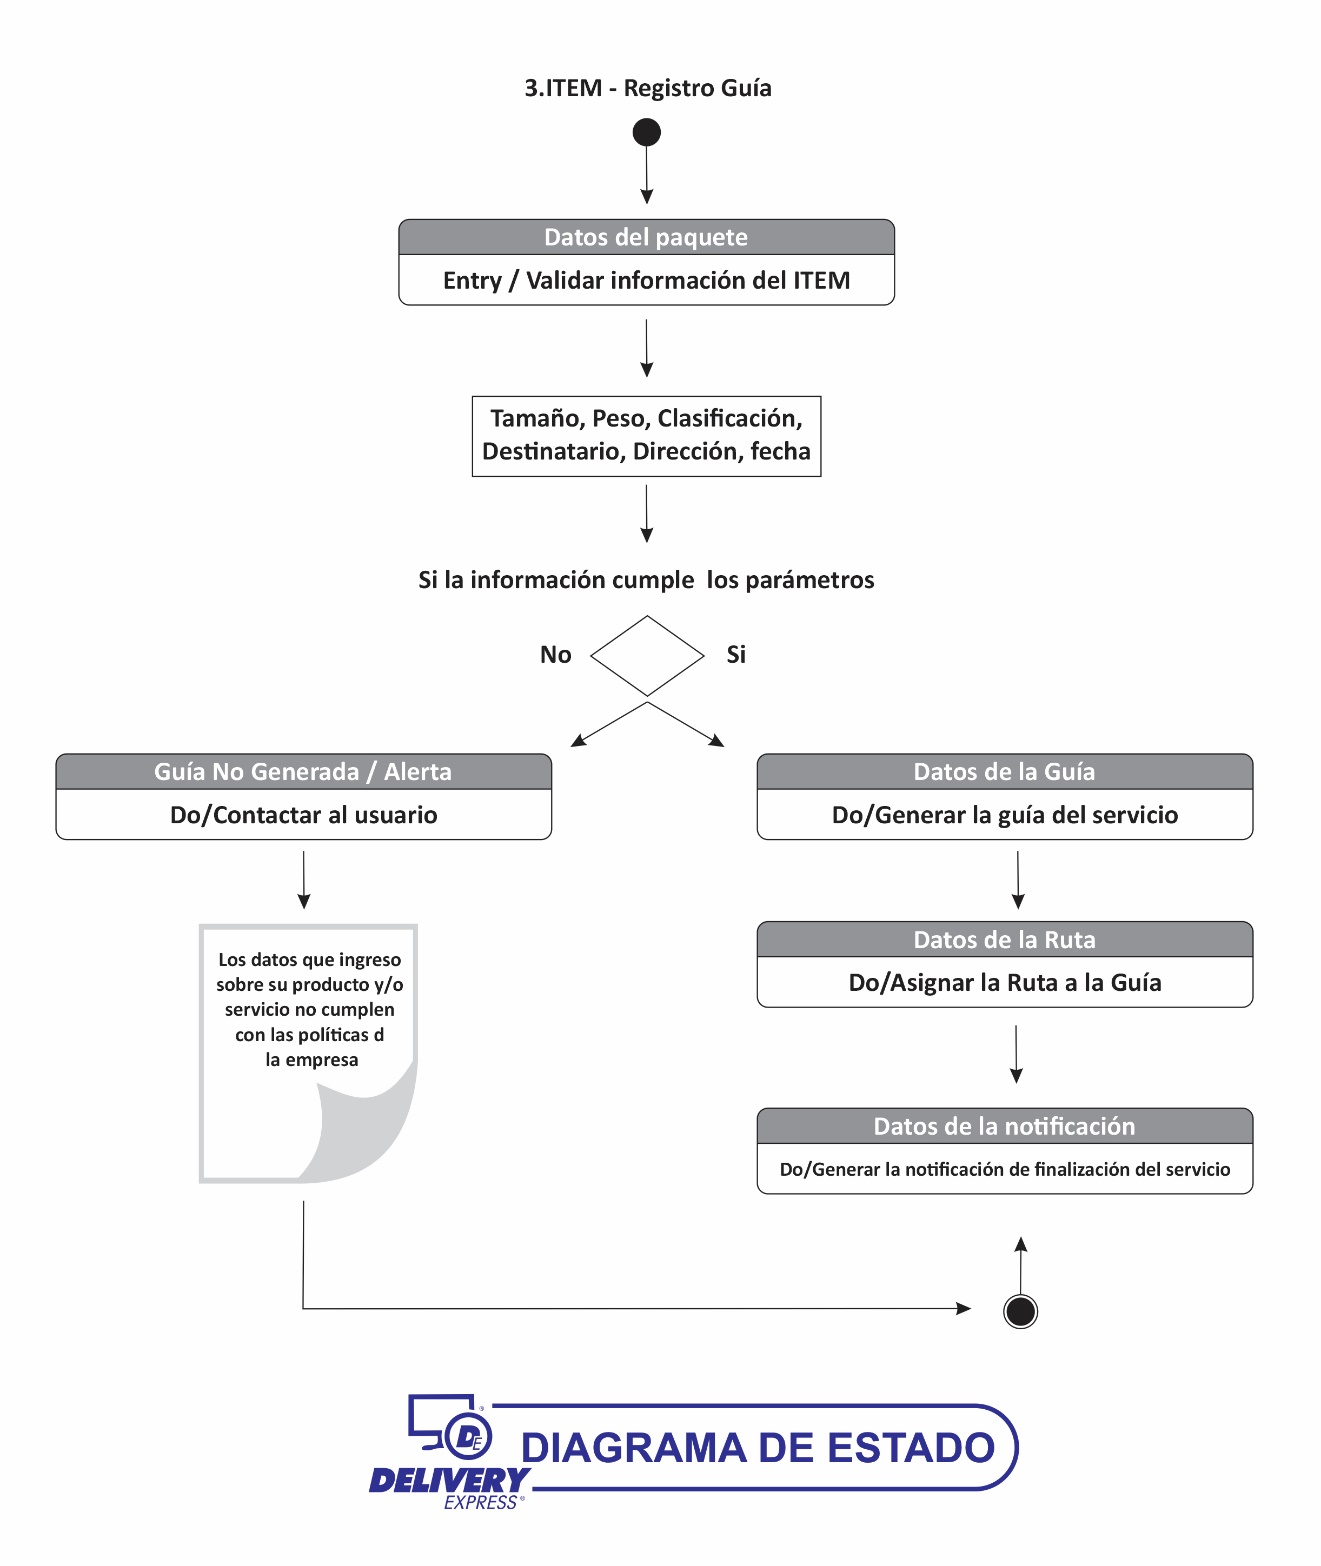 3.ITEM - Registro Guía
Datos del paquete
Entry / Validar información del ITEM
Tamaño, Peso, Clasificación,
Destinatario, Dirección, fecha
Si la información cumple  los parámetros
No
Si
Guía No Generada / Alerta
Do/Contactar al usuario
Los datos que ingreso
sobre su producto y/o
servicio no cumplen
con las políticas d
la empresa
Datos de la Guía
Do/Generar la guía del servicio
Datos de la Ruta
Do/Asignar la Ruta a la Guía
Datos de la notificación
Do/Generar la notificación de finalización del servicio
DE
®
DELIVERY
EXPRESS®
DIAGRAMA DE ESTADO